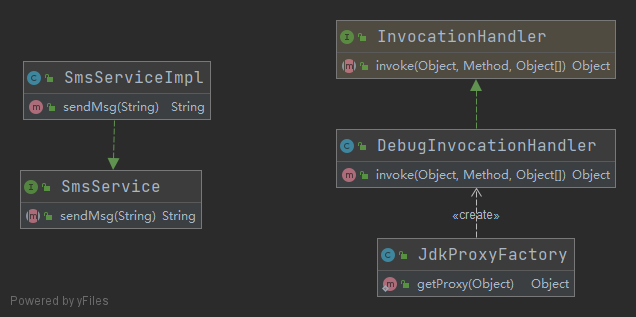 SmsServiceImpl
sendMsg(String) String
SmsService
sendMsg(String) String
InvocationHandler
invoke(Object, Method, Object[]) Object
DebugInvocationHandler
invoke(Object, Method, Object[]) Object
«create»
JdkProxyFactory
getProxy(Object) Object
Powered by yFiles